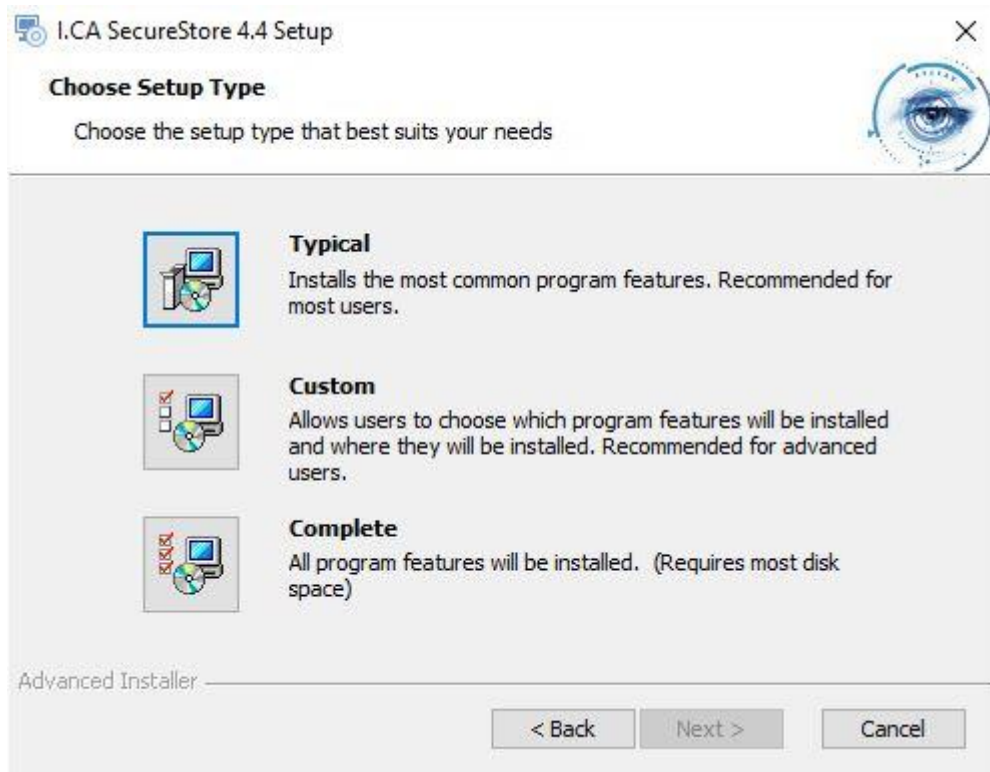 I.CA SecureStore 4.4 Setup
Choose Setup Type
Choose the setup type that best suits your needs
Typical
Installs the most common program features. Recommended for
most users.
Custom
Allows users to choose which program features will be installed
and where they will be installed. Recommended for advanced
users.
Complete
All program features will be installed.  (Requires most disk
space)
Advanced Installer
< Back
Next >
Cancel